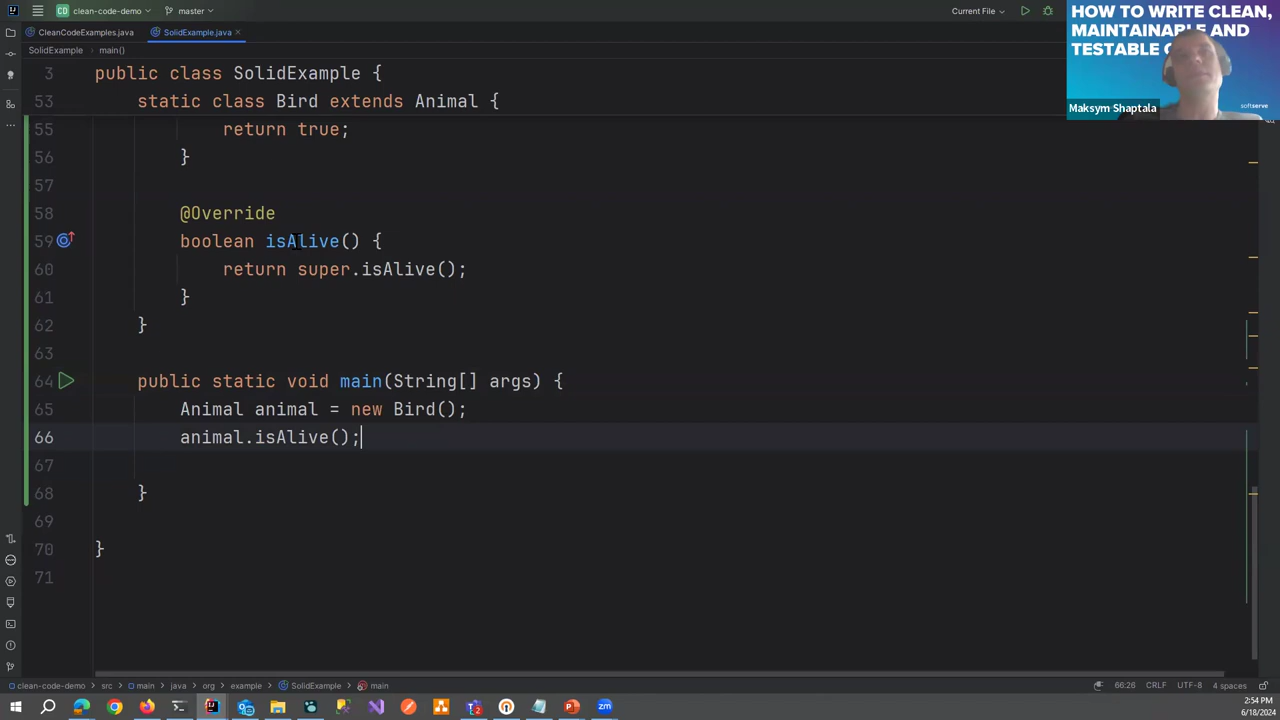 clean-code-demo
master
Current File
CleanCodeExamples.java
SolidExample.java
SolidExample
main()
HOW TO WRITE CLEAN,
MAINTAINABLE AND
TESTABLE
Maksym Shaptala
softserve
3 public class SolidExample {
53 static class Bird extends Animal {
55 return true;
56 }
57
58 @Override
59 boolean isAlive() {
60 return super.isAlive();
61 }
62 }
63
64 public static void main(String[] args) {
65 Animal animal = new Bird();
66 animal.isAlive();
67
68 }
69
70 }
71
clean-code-demo > src > main > java > org > example > SolidExample > main
66:26 CRLF UTF-8 4 spaces
2:54 PM
6/18/2024